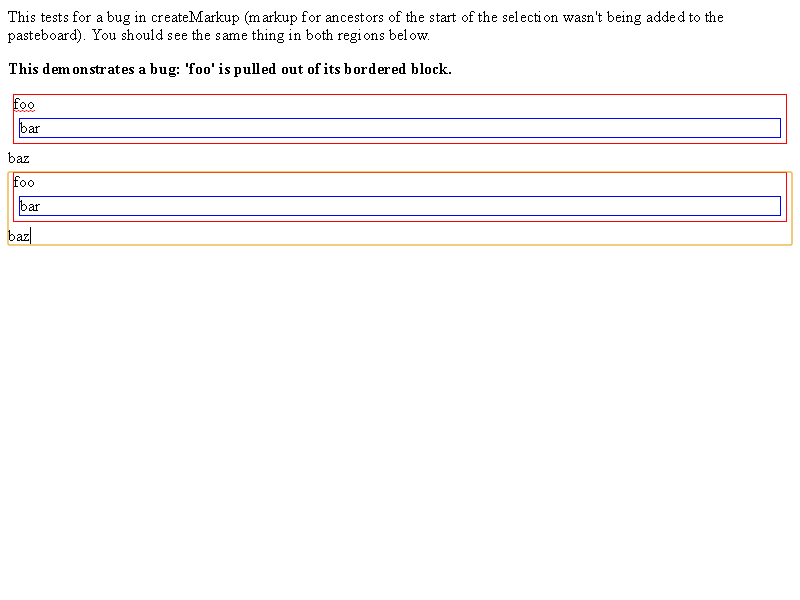 This tests for a bug in createMarkup (markup for ancestors of the start of the selection wasn't being added to the
pasteboard). You should see the same thing in both regions below.
This demonstrates a bug: 'foo' is pulled out of its bordered block.
foo
bar
baz
foo
bar
baz